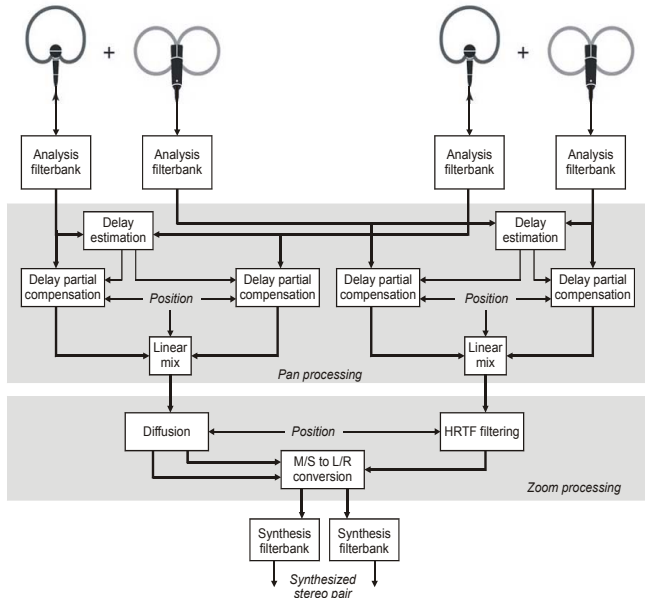 +
+
Analysis
filterbank
Analysis
filterbank
Analysis
filterbank
Analysis
filterbank
Delay
estimation
Delay
estimation
Delay partial
compensation
Position
Delay partial
compensation
Delay partial
compensation
Position
Delay partial
compensation
Linear
mix
Linear
mix
Pan processing
Diffusion
Position
HRTF filtering
M/S to L/R
conversion
Zoom processing
Synthesis
filterbank
Synthesis
filterbank
Synthesized
stereo pair